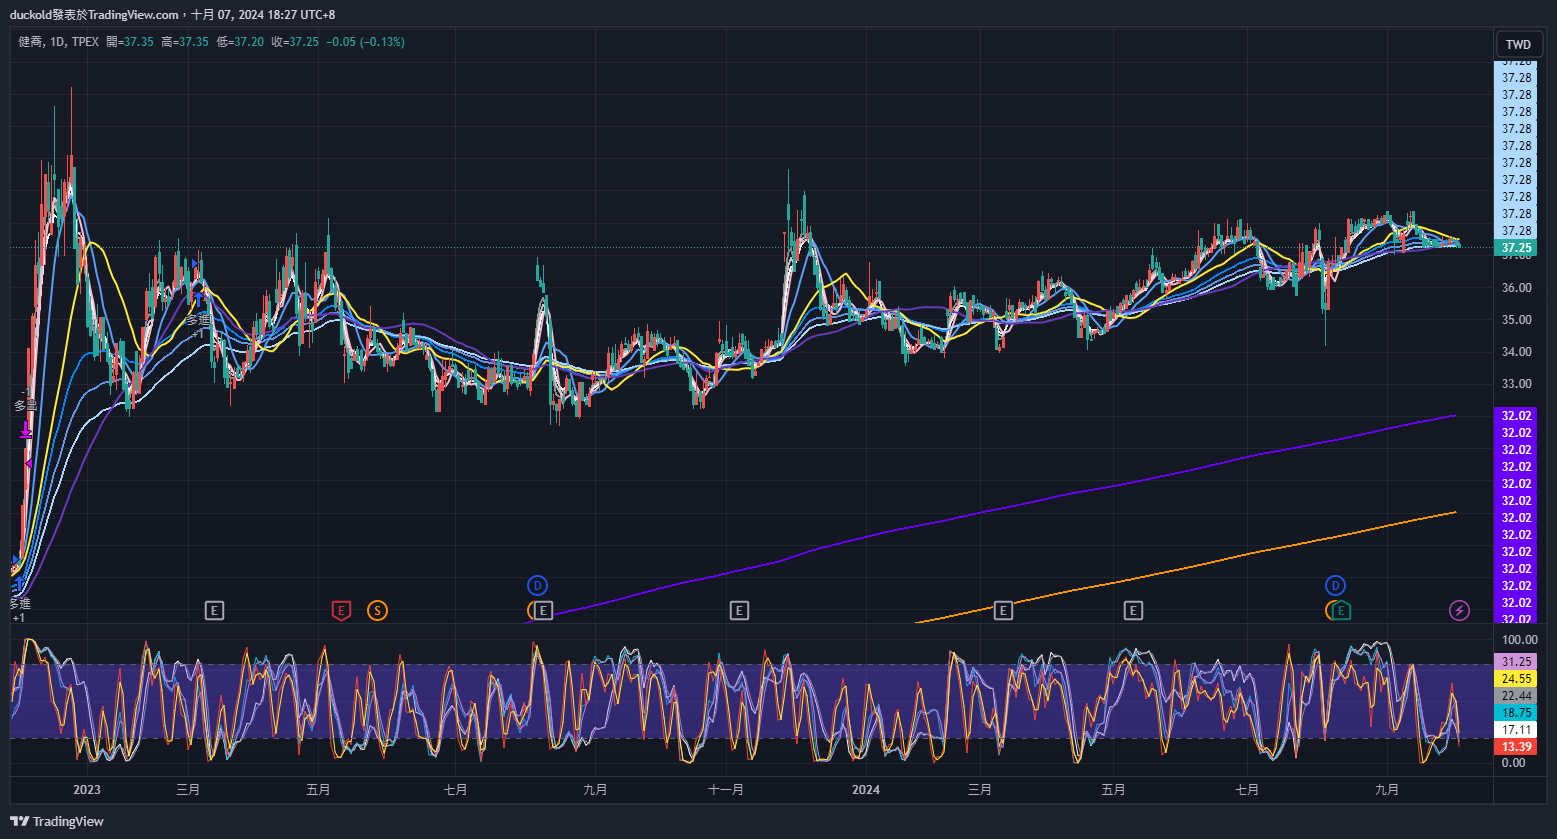 duckold發表於TradingView.com，十月 07, 2024 18:27 UTC+8
健喬, 1D, TPEX 開=37.35 高=37.35 低=37.20 收=37.25 −0.05 (−0.13%)
TWD
37.28
37.28
37.28
37.28
37.28
37.28
37.28
37.28
37.28
37.28
37.28
37.25
37.00
36.00
35.00
34.00
33.00
32.02
32.02
32.02
32.02
32.02
32.02
32.02
32.02
32.02
32.02
32.02
32.02
32.02
多進
+1
多進
+1
D
D
E
E
S
E
E
E
E
E
100.00
31.25
24.55
22.44
18.75
17.11
13.39
0.00
2023
三月
五月
七月
九月
十一月
2024
三月
五月
七月
九月
TradingView